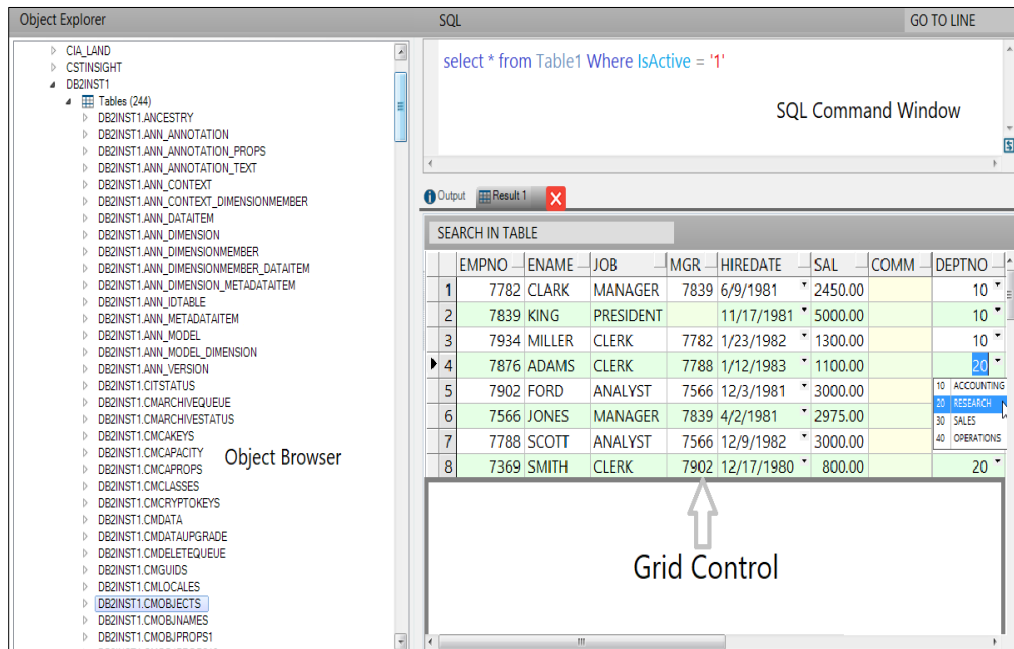 Object Explorer
SQL
GO TO LINE
CIA_LAND
CSTINSIGHT
DB2INST1
Tables (244)
DB2INST1.ANCESTRY
DB2INST1.ANN_ANNOTATION
DB2INST1.ANN_ANNOTATION_PROPS
DB2INST1.ANN_ANNOTATION_TEXT
DB2INST1.ANN_CONTEXT
DB2INST1.ANN_CONTEXT_DIMENSIONMEMBER
DB2INST1.ANN_DATAITEM
DB2INST1.ANN_DIMENSION
DB2INST1.ANN_DIMENSIONMEMBER
DB2INST1.ANN_DIMENSIONMEMBER_DATAITEM
DB2INST1.ANN_DIMENSION_METADATAITEM
DB2INST1.ANN_IDTABLE
DB2INST1.ANN_METADATAITEM
DB2INST1.ANN_MODEL
DB2INST1.ANN_MODEL_DIMENSION
DB2INST1.ANN_VERSION
DB2INST1.CITSTATUS
DB2INST1.CMARCHIVEQUEUE
DB2INST1.CMARCHIVESTATUS
DB2INST1.CMCAKEYS
DB2INST1.CMCAPACITY
DB2INST1.CMCAPROPS
DB2INST1.CMCLASSES
DB2INST1.CMCRYPTOKEYS
DB2INST1.CMDATA
DB2INST1.CMDATAUPGRADE
DB2INST1.CMDELETEQUEUE
DB2INST1.CMGUIDS
DB2INST1.CMLOCALES
DB2INST1.CMOBJECTS
DB2INST1.CMOBJNAMES
DB2INST1.CMOBJPROPS1
Object Browser
select * from Table1 Where IsActive = '1'
SQL Command Window
Output Result 1
SEARCH IN TABLE
EMPNO ENAME JOB MGR HIREDATE SAL COMM DEPTNO
1 7782 CLARK MANAGER 7839 6/9/1981 2450.00 10
2 7839 KING PRESIDENT 11/17/1981 5000.00 10
3 7934 MILLER CLERK 7782 1/23/1982 1300.00 10
4 7876 ADAMS CLERK 7788 1/12/1983 1100.00 20
5 7902 FORD ANALYST 7566 12/3/1981 3000.00
6 7566 JONES MANAGER 7839 4/2/1981 2975.00
7 7788 SCOTT ANALYST 7566 12/9/1982 3000.00
8 7369 SMITH CLERK 7902 12/17/1980 800.00 20
10 ACCOUNTING
20 RESEARCH
30 SALES
40 OPERATIONS
Grid Control